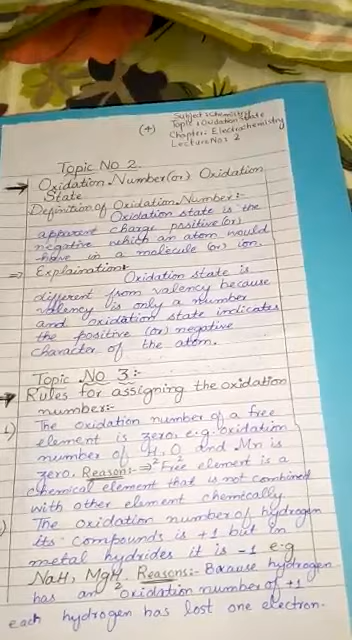 (4)
Subject: Chemistry
Topic: Oxidation State
Chapter: Electrochemistry
Lecture No: 2
Topic No 2
→ Oxidation Number (or) Oxidation
State
Definition of Oxidation Number:-
Oxidation state is the
apparent charge positive (or)
negative which an atom would
have in a molecule (or) ion.
⇒ Explaination:
Oxidation state is
different from valency because
valency is only a number
and oxidation state indicates
the positive (or) negative
character of the atom.
Topic No 3:-
→ Rules for assigning the oxidation
number:-
The oxidation number of a free
element is zero, e.g. oxidation
number of H₂, O₂ and Mn is
zero. Reason:- ⇒ Free element is a
chemical element that is not combined
with other element chemically.
The oxidation number of hydrogen
its compounds is +1 but in
metal hydrides it is -1 e-g
NaH, MgH₂. Reasons:- Because hydrogen
has an oxidation number of +1
each hydrogen has lost one electron.